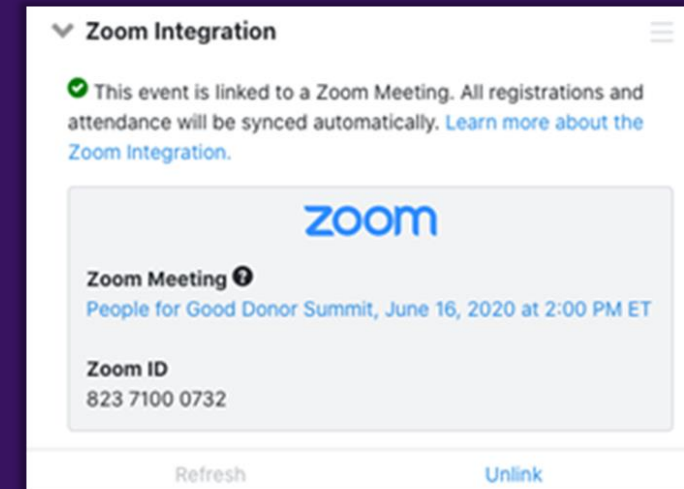 Zoom Integration
This event is linked to a Zoom Meeting. All registrations and
attendance will be synced automatically. Learn more about the
Zoom Integration.
zoom
Zoom Meeting ?
People for Good Donor Summit, June 16, 2020 at 2:00 PM ET
Zoom ID
823 7100 0732
Refresh Unlink